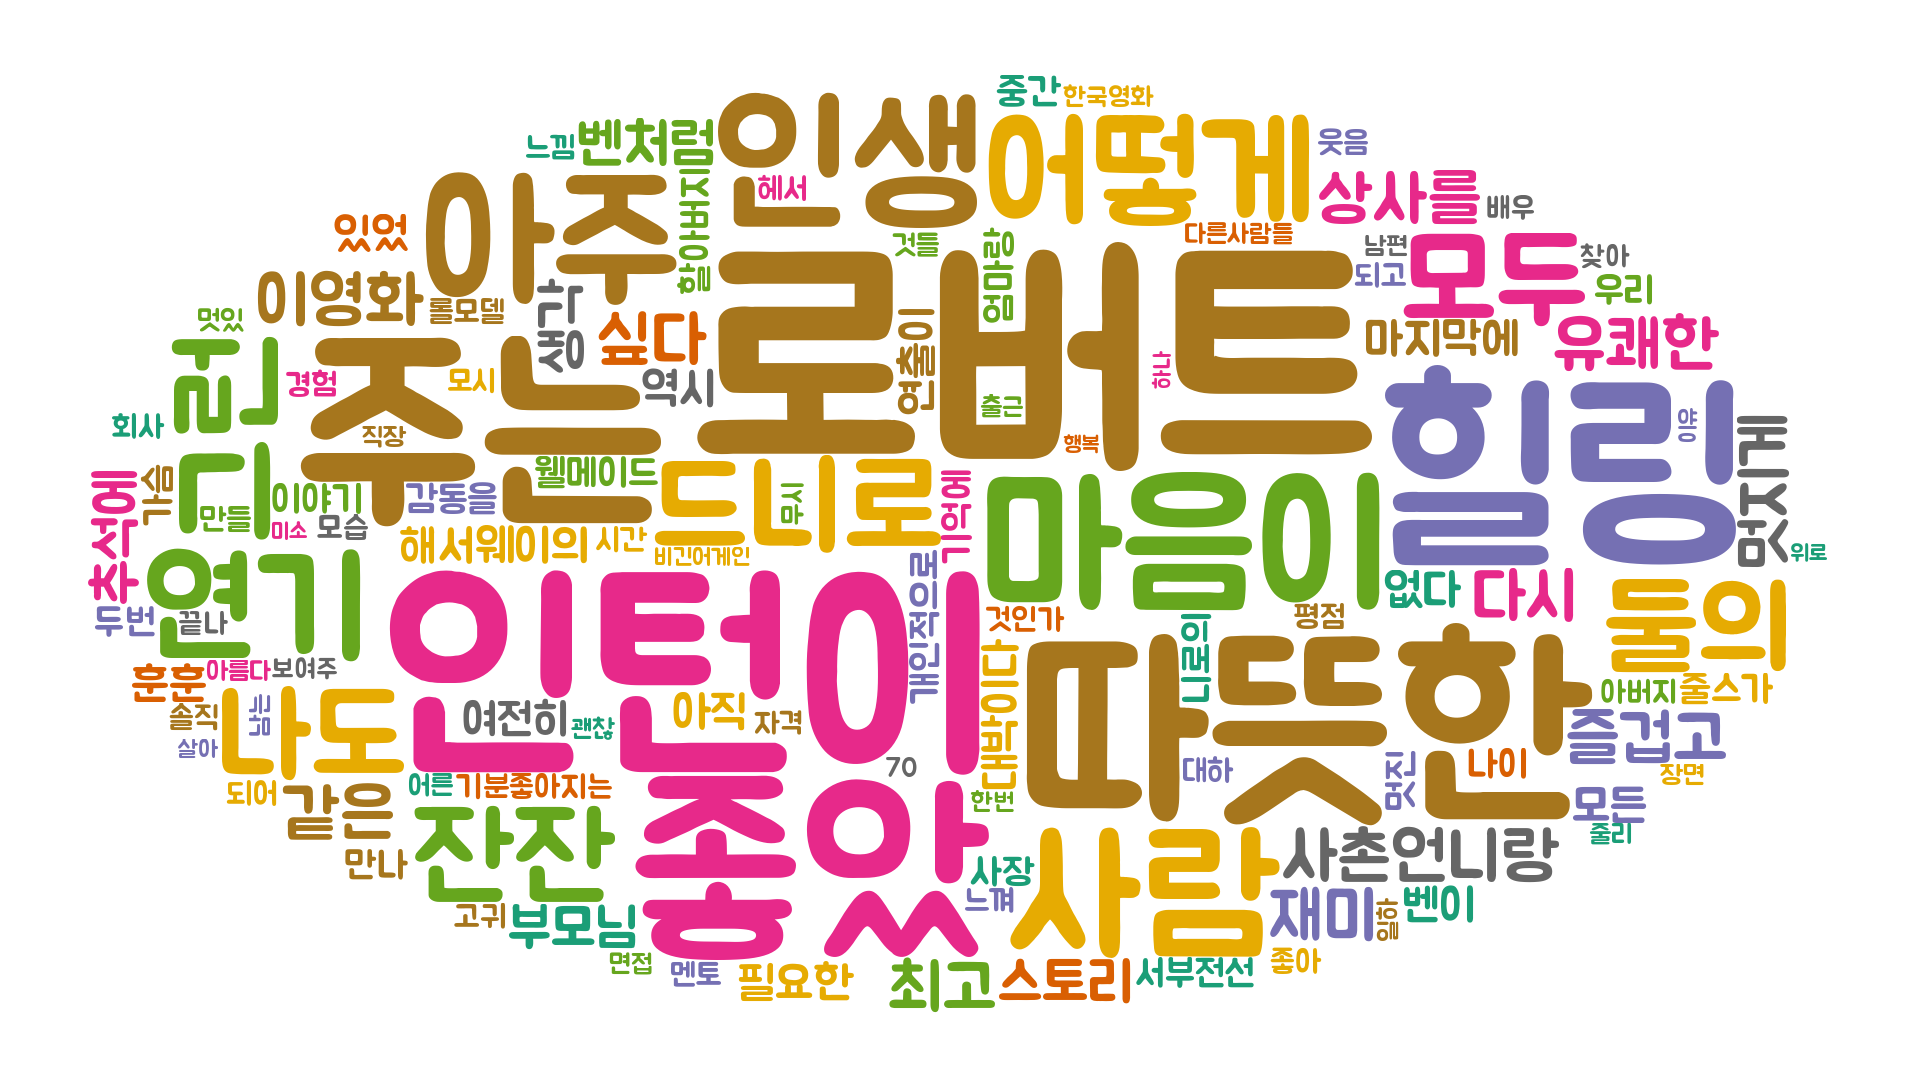 중간
한국영화
느낌
벤처럼
인생
어떻게
웃음
헤서
할아버지
상사를
배우
있었
아주
것들
엄마랑
다른사람들
남편
모두
찾아
이영화
롤모델
생각
싶다
로버트
되고
우리
멋있
런
경험
모시
역시
연출이
하나
마지막에
유쾌한
회사
직장
주는
출근
행복
힐링
양
멋지게
추석에
가슴
디
만들
이야기
미소
모습
감동을
웰메이드
드니로
무시
기억에
마음이
위로
해서웨이의
시간
비긴어게인
두번
끝나
연기
인턴이
개인적으로
것인가
니로의
평점
없다
다시
둘의
훈훈
아름다
보여주
솔직
남는
살아
나도
여전히
괜찮
아직
자격
대박이다
따뜻한
아버지
줄스가
즐겁고
되어
같은
어른
기분좋아지는
70
한번
대하
멋진
나이
장면
모든
줄리
만나
잔잔
좋았
사장
느껴
사람
사촌언니랑
재미
일하
벤이
고귀
부모님
면접
멘토
필요한
최고
스토리
서부전선
좋아